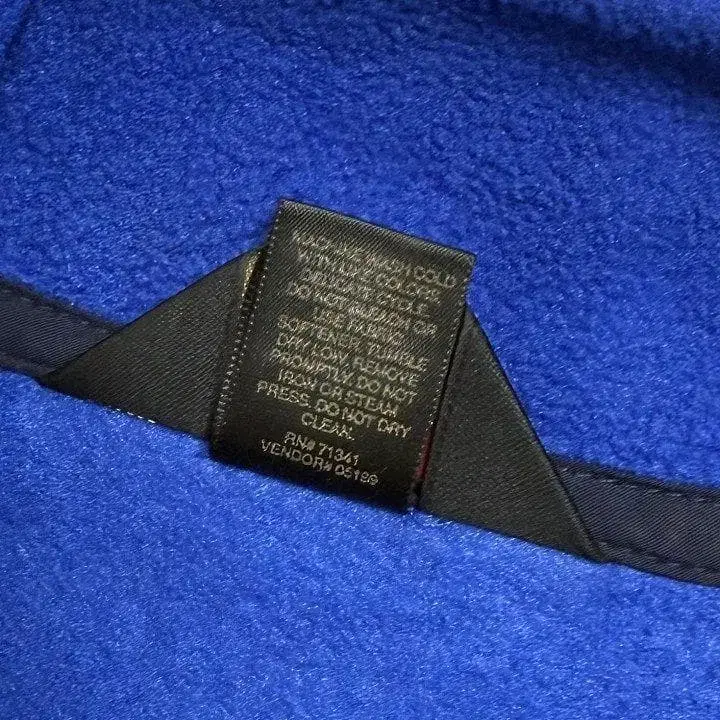 MACHINE WASH COLD
WITH LIKE COLORS
DELICATE CYCLE
DO NOT BLEACH OR
USE FABRIC
SOFTENER. TUMBLE
DRY LOW. REMOVE
PROMPTLY. DO NOT
IRON OR STEAM
PRESS. DO NOT DRY
CLEAN.
RN# 71341
VENDOR# 05199